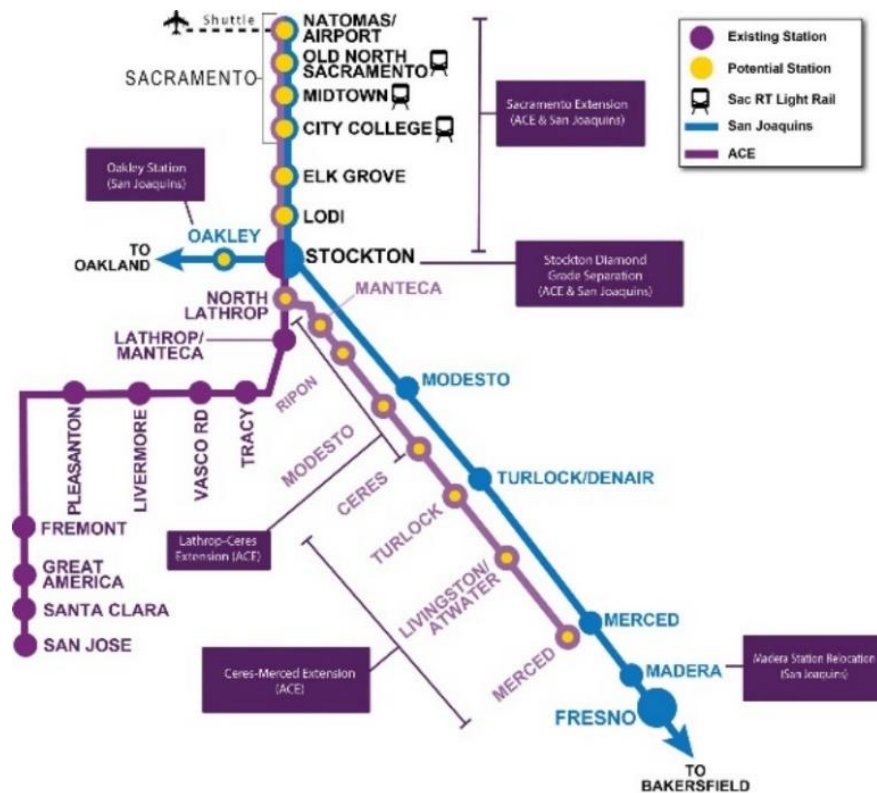 Shuttle
NATOMAS/
AIRPORT
OLD NORTH
SACRAMENTO
SACRAMENTO
MIDTOWN
CITY COLLEGE
ELK GROVE
LODI
Existing Station
Potential Station
Sac RT Light Rail
San Joaquins
ACE
Sacramento Extension
(ACE & San Joaquins)
Oakley Station
(San Joaquins)
OAKLEY
TO
OAKLAND
STOCKTON
Stockton Diamond
Grade Separation
(ACE & San Joaquins)
NORTH
LATHROP
MANTECA
LATHROP/
MANTECA
PLEASANTON
LIVERMORE
VASCO RD
TRACY
RIPON
MODESTO
CERES
TURLOCK
LIVINGSTON/
ATWATER
MERCED
MODESTO
TURLOCK/DENAIR
MERCED
MADERA
FRESNO
TO
BAKERSFIELD
FREMONT
GREAT
AMERICA
SANTA CLARA
SAN JOSE
Lathrop-Ceres
Extension (ACE)
Ceres-Merced Extension
(ACE)
Madera Station Relocation
(San Joaquins)